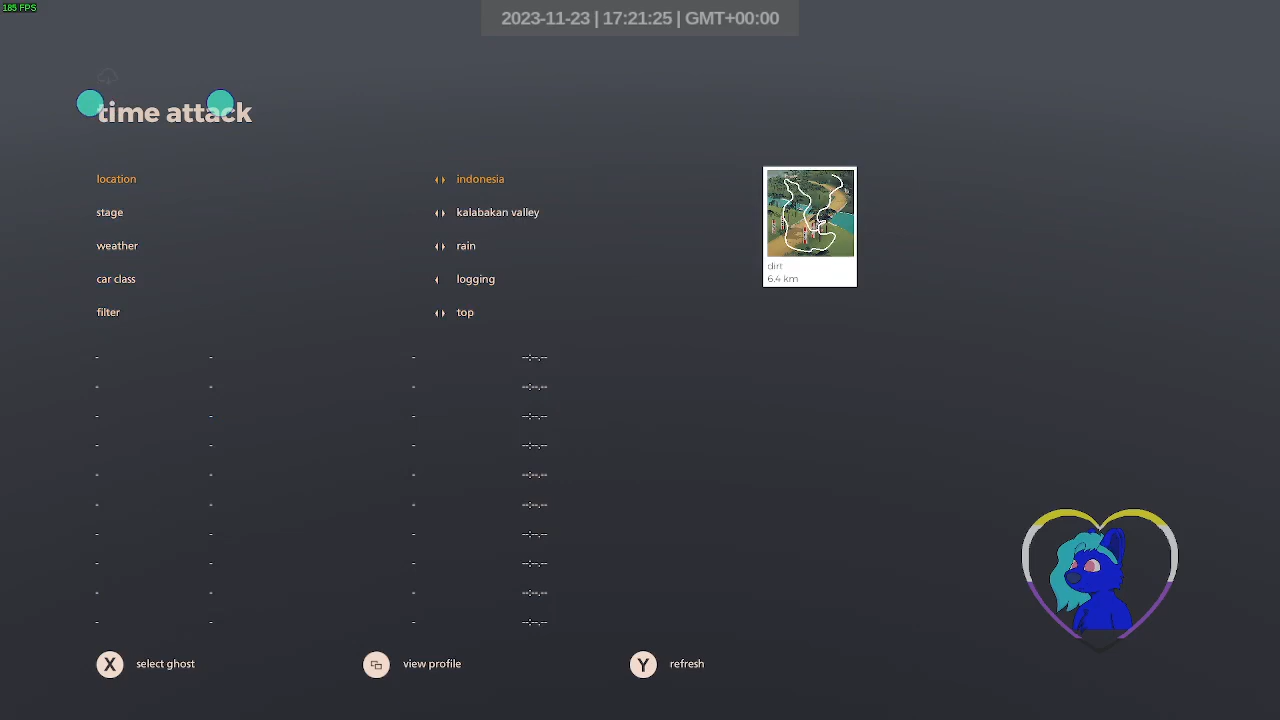 185 FPS
2023-11-23 | 17:21:25 | GMT+00:00
time attack
location indonesia
stage kalabakan valley
weather rain
car class logging
filter top
dirt
6.4 km
- - - --:--.--
- - - --:--.--
- - - --:--.--
- - - --:--.--
- - - --:--.--
- - - --:--.--
- - - --:--.--
- - - --:--.--
- - - --:--.--
- - - --:--.--
X select ghost view profile Y refresh